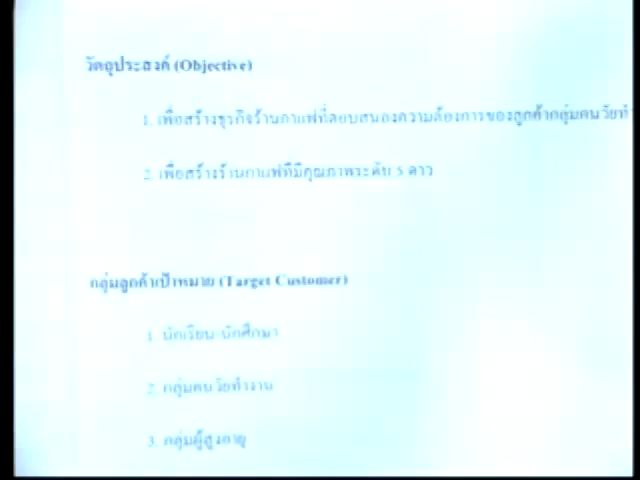 วัตถุประสงค์ (Objective)
1. เพื่อสร้างธุรกิจร้านกาแฟที่ตอบสนองความต้องการของลูกค้ากลุ่มคนวัยทำ
2. เพื่อสร้างร้านกาแฟที่มีคุณภาพระดับ 5 ดาว
กลุ่มลูกค้าเป้าหมาย (Target Customer)
1. นักเรียน-นักศึกษา
2. กลุ่มคนวัยทำงาน
3. กลุ่มผู้สูงอายุ